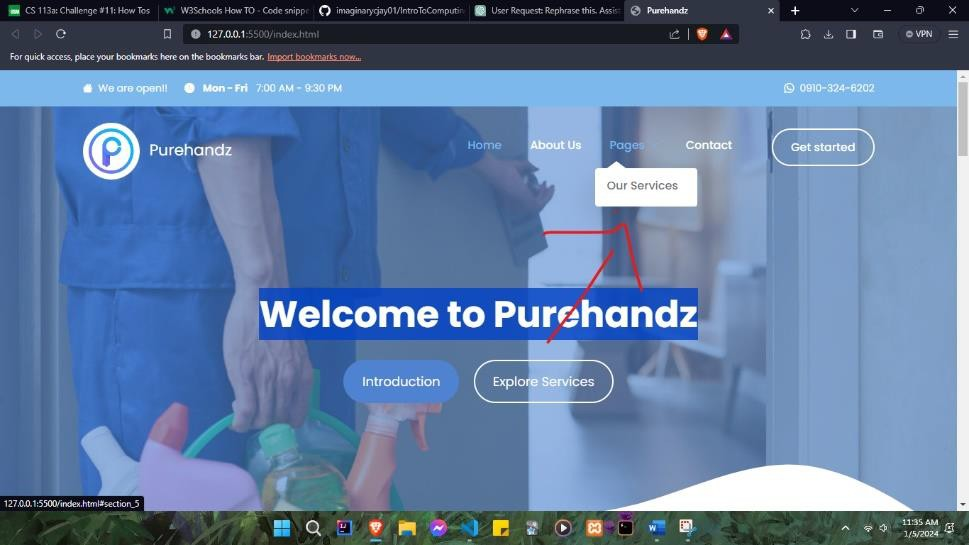 CS 113a: Challenge #11: How Tos
W3Schools How TO - Code snippe
imaginarycjay01/IntroToComputin
User Request: Rephrase this. Assis
Purehandz
127.0.0.1:5500/index.html
VPN
For quick access, place your bookmarks here on the bookmarks bar. Import bookmarks now...
We are open!! Mon - Fri 7:00 AM - 9:30 PM
0910-324-6202
Purehandz
Home About Us Pages Contact Get started
Our Services
Welcome to Purehandz
Introduction Explore Services
127.0.0.1:5500/index.html#section_5
11:35 AM
1/5/2024